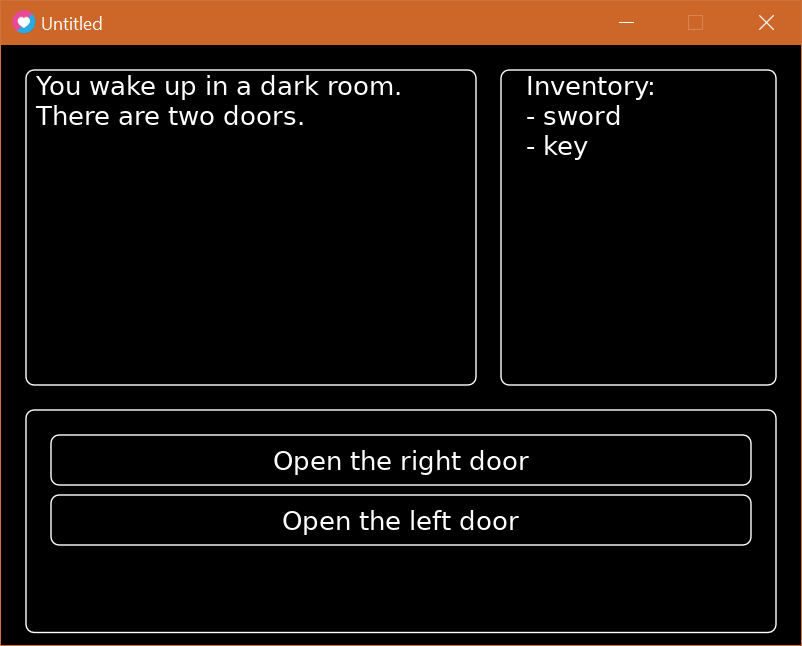 Untitled
You wake up in a dark room.
There are two doors.
Inventory:
- sword
- key
Open the right door
Open the left door